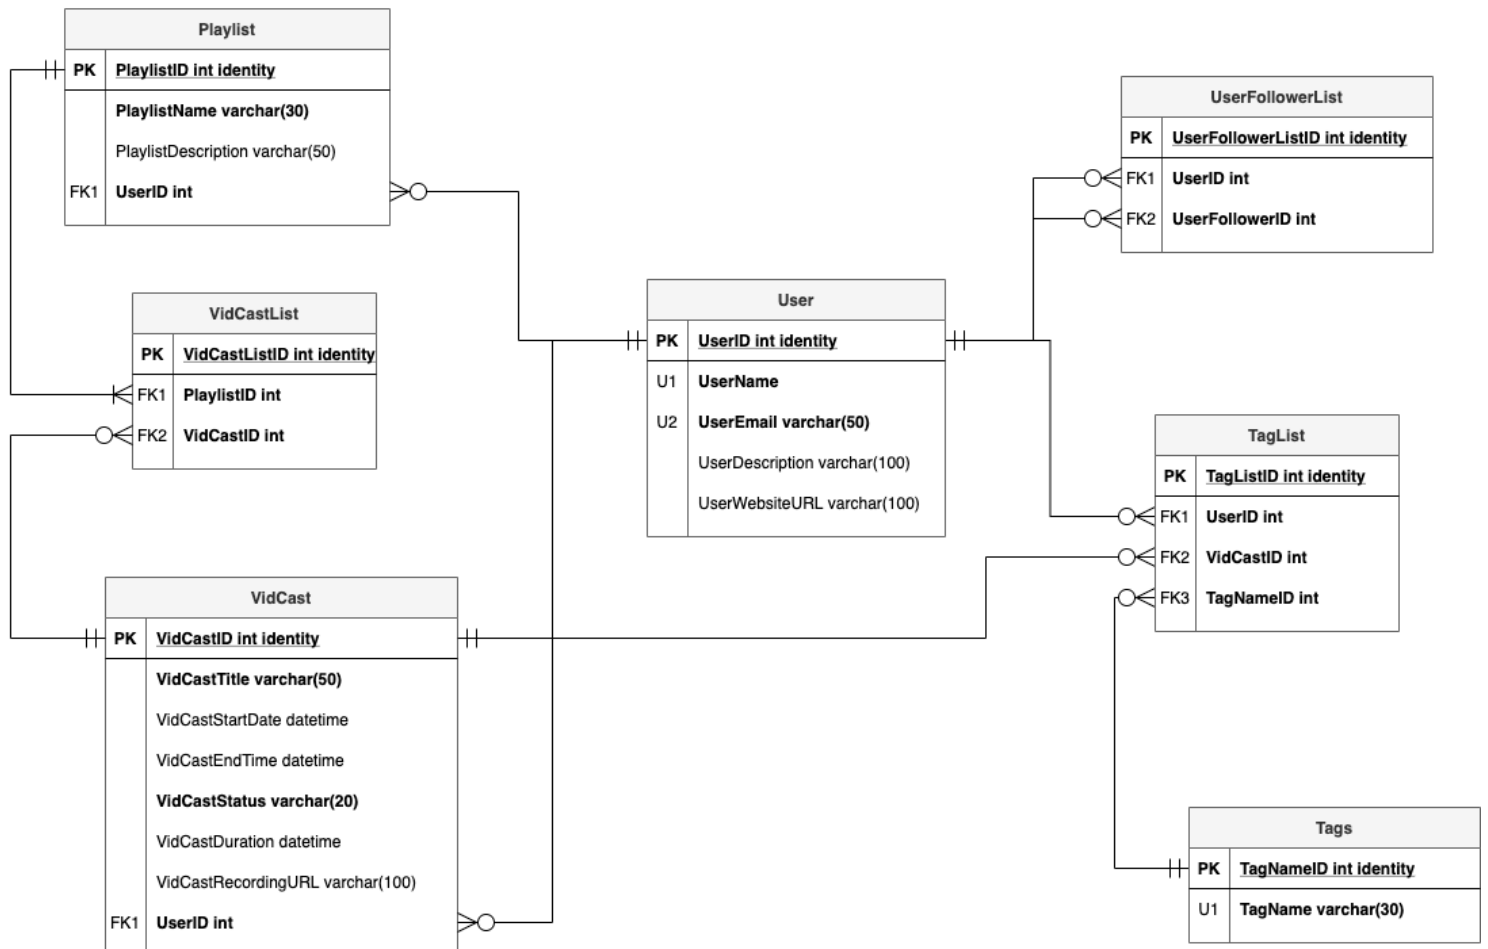 Playlist
PK PlaylistID int identity
PlaylistName varchar(30)
PlaylistDescription varchar(50)
FK1 UserID int
UserFollowerList
PK UserFollowerListID int identity
FK1 UserID int
FK2 UserFollowerID int
VidCastList
PK VidCastListID int identity
FK1 PlaylistID int
FK2 VidCastID int
User
PK UserID int identity
U1 UserName
U2 UserEmail varchar(50)
UserDescription varchar(100)
UserWebsiteURL varchar(100)
TagList
PK TagListID int identity
FK1 UserID int
FK2 VidCastID int
FK3 TagNameID int
VidCast
PK VidCastID int identity
VidCastTitle varchar(50)
VidCastStartDate datetime
VidCastEndTime datetime
VidCastStatus varchar(20)
VidCastDuration datetime
VidCastRecordingURL varchar(100)
FK1 UserID int
Tags
PK TagNameID int identity
U1 TagName varchar(30)